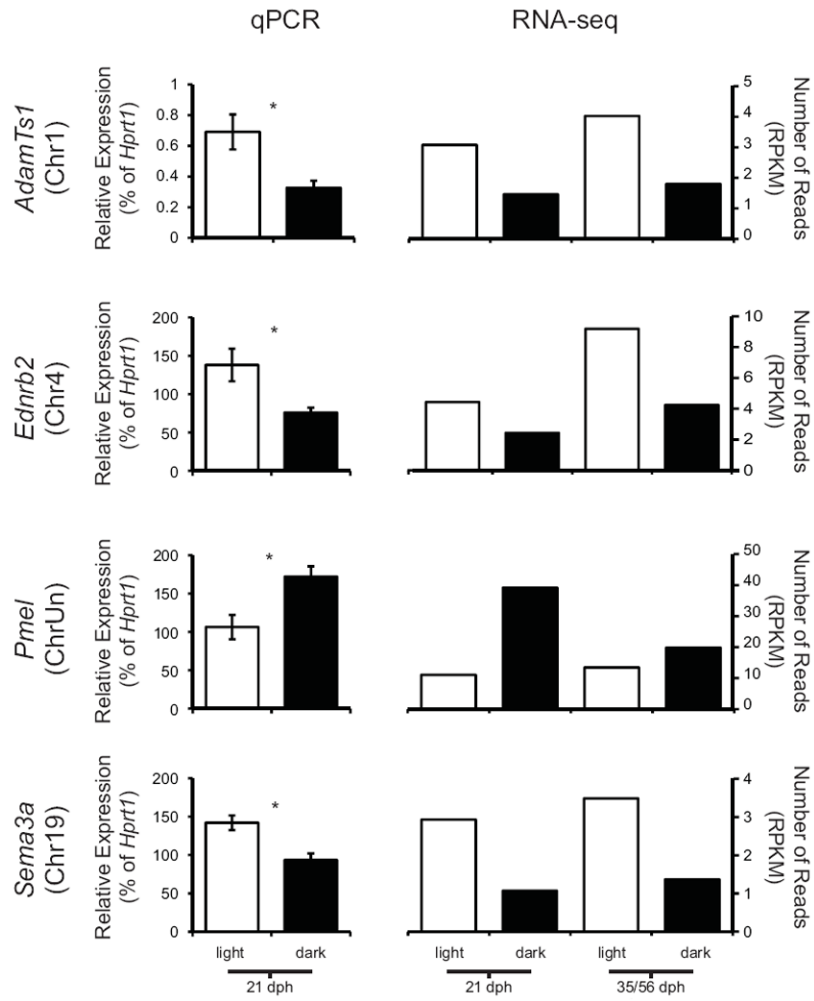 qPCR
RNA-seq
AdamTs1
(Chr1)
Relative Expression
(% of Hprt1)
1
0.8
0.6
0.4
0.2
0
*
5
4
3
2
1
0
Number of Reads
(RPKM)
Ednrb2
(Chr4)
Relative Expression
(% of Hprt1)
200
150
100
50
0
*
10
8
6
4
2
0
Number of Reads
(RPKM)
Pmel
(ChrUn)
Relative Expression
(% of Hprt1)
200
150
100
50
0
*
50
40
30
20
10
0
Number of Reads
(RPKM)
Sema3a
(Chr19)
Relative Expression
(% of Hprt1)
200
150
100
50
0
*
4
3
2
1
0
Number of Reads
(RPKM)
light dark light dark light dark
21 dph 21 dph 35/56 dph